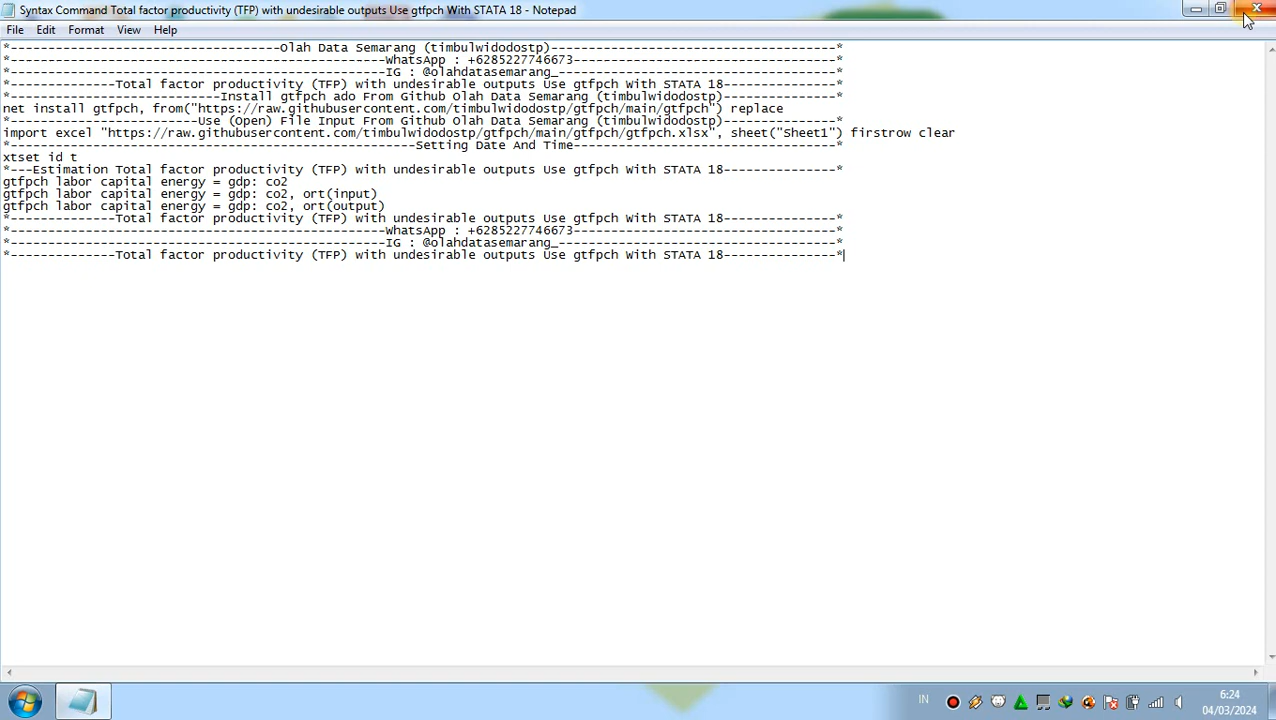 Syntax Command Total factor productivity (TFP) with undesirable outputs Use gtfpch With STATA 18 - Notepad
File Edit Format View Help
*------------------------------------Olah Data Semarang (timbulwidodostp)--------------------------------------*
*--------------------------------------------------WhatsApp : +6285227746673-----------------------------------*
*--------------------------------------------------IG : @olahdatasemarang_-------------------------------------*
*--------------Total factor productivity (TFP) with undesirable outputs Use gtfpch With STATA 18---------------*
*----------------------------Install gtfpch ado From Github Olah Data Semarang (timbulwidodostp)---------------*
net install gtfpch, from("https://raw.githubusercontent.com/timbulwidodostp/gtfpch/main/gtfpch") replace
*-------------------------Use (Open) File Input From Github Olah Data Semarang (timbulwidodostp)---------------*
import excel "https://raw.githubusercontent.com/timbulwidodostp/gtfpch/main/gtfpch/gtfpch.xlsx", sheet("Sheet1") firstrow clear
*------------------------------------------------------Setting Date And Time-----------------------------------*
xtset id t
*---Estimation Total factor productivity (TFP) with undesirable outputs Use gtfpch With STATA 18---------------*
gtfpch labor capital energy = gdp: co2
gtfpch labor capital energy = gdp: co2, ort(input)
gtfpch labor capital energy = gdp: co2, ort(output)
*--------------Total factor productivity (TFP) with undesirable outputs Use gtfpch With STATA 18---------------*
*--------------------------------------------------WhatsApp : +6285227746673-----------------------------------*
*--------------------------------------------------IG : @olahdatasemarang_-------------------------------------*
*--------------Total factor productivity (TFP) with undesirable outputs Use gtfpch With STATA 18---------------*
IN
6:24
04/03/2024